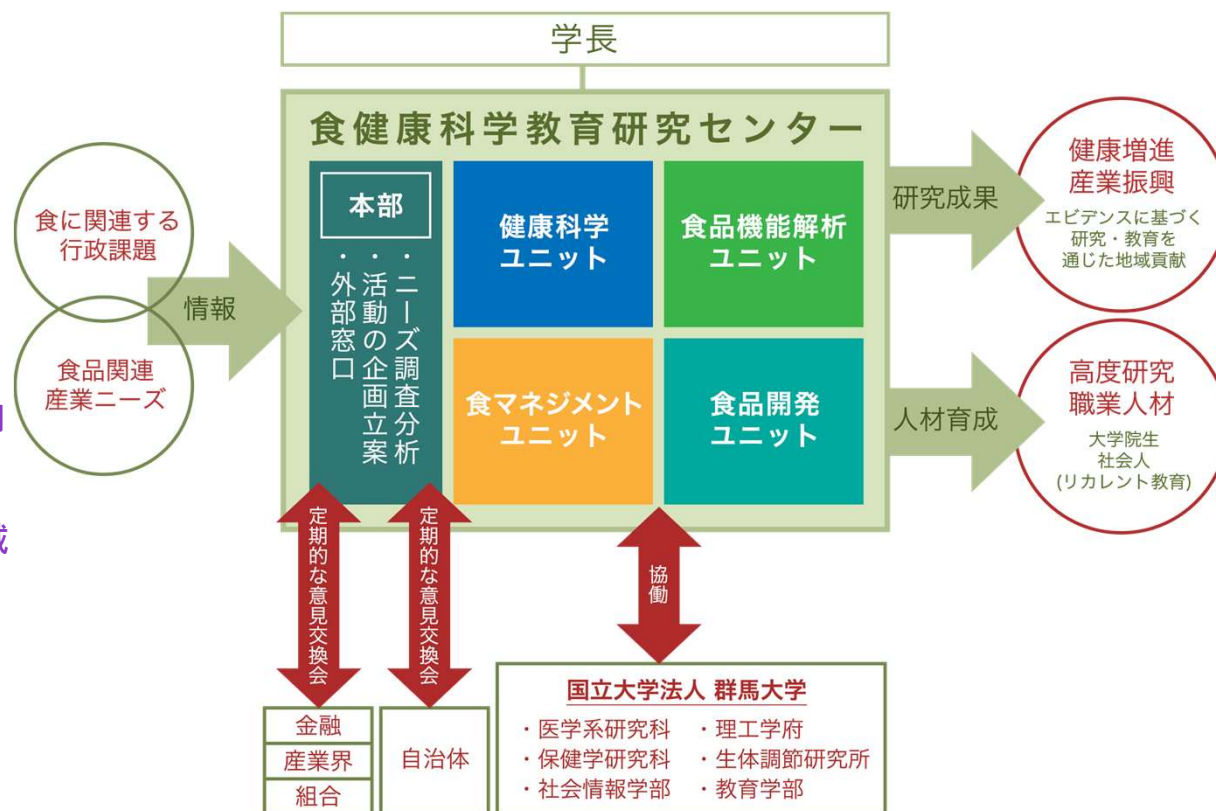 学長
食健康科学教育研究センター
食に関連する
行政課題
食品関連
産業ニーズ
情報
本部
・ニーズ調査分析
・活動の企画立案
・外部窓口
健康科学
ユニット
食品機能解析
ユニット
食マネジメント
ユニット
食品開発
ユニット
研究成果
健康増進
産業振興
エビデンスに基づく
研究・教育を
通じた地域貢献
人材育成
高度研究
職業人材
大学院生
社会人
(リカレント教育)
定期的な意見交換会
定期的な意見交換会
協働
金融
産業界
組合
自治体
国立大学法人 群馬大学
・医学系研究科
・保健学研究科
・社会情報学部
・理工学府
・生体調節研究所
・教育学部